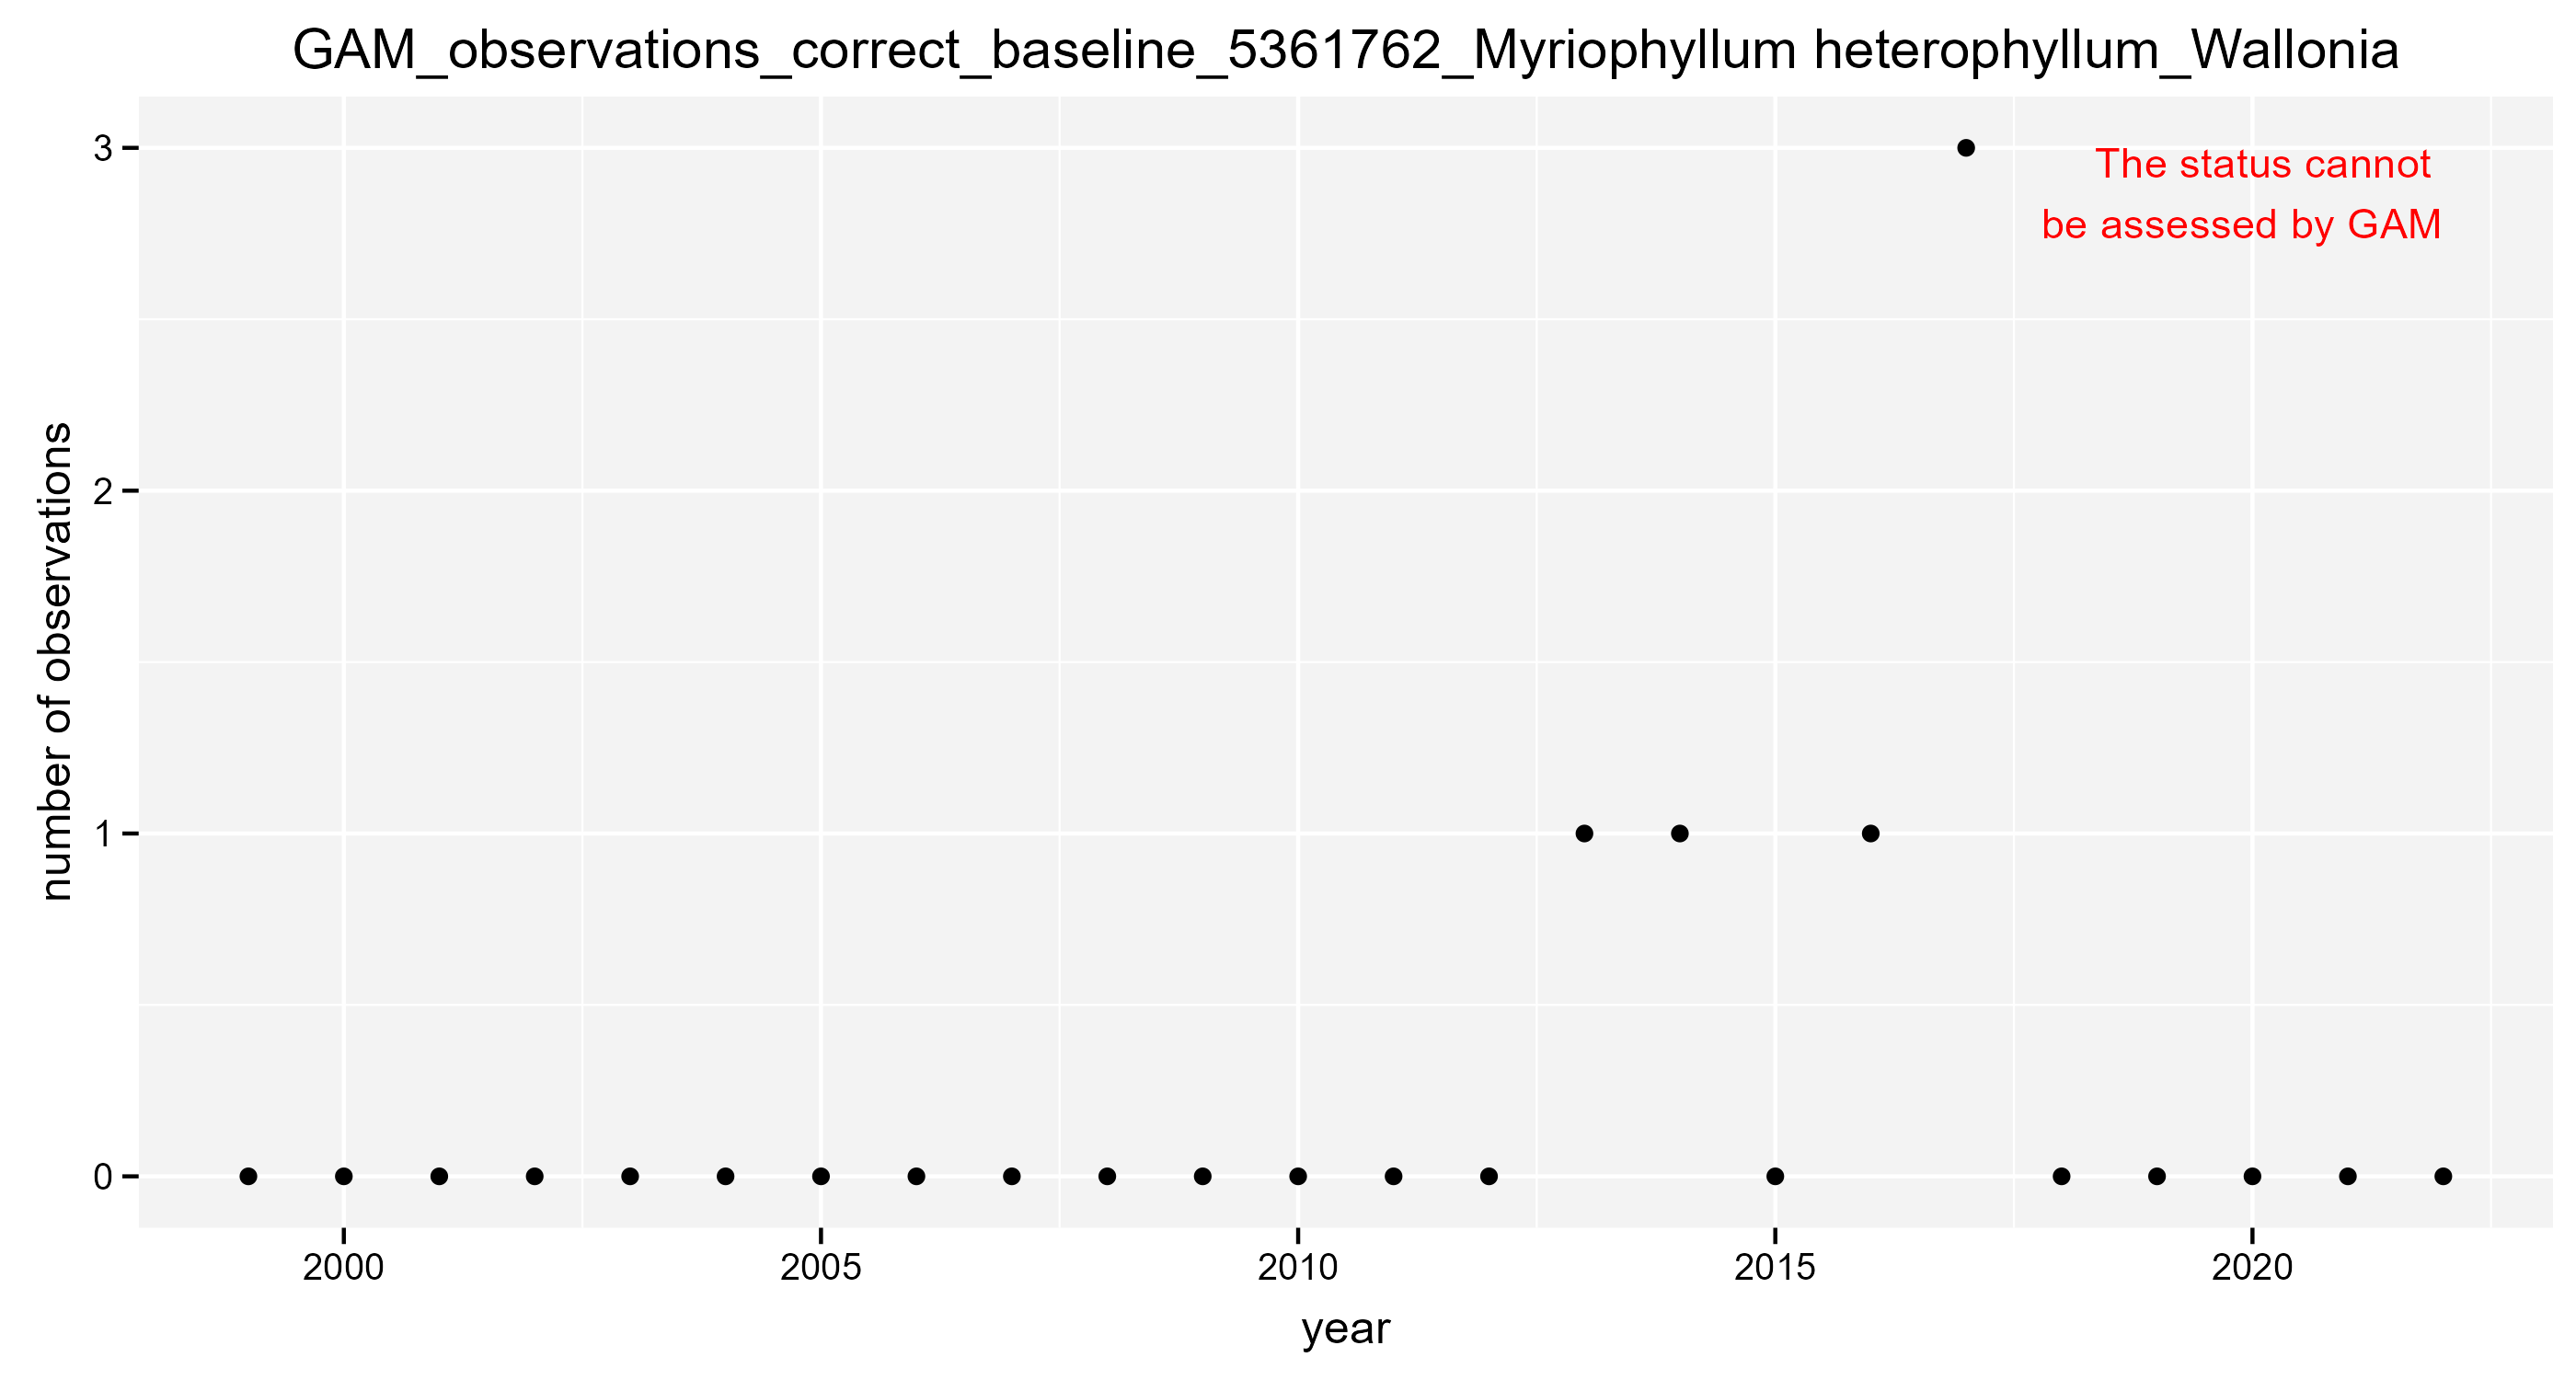 GAM_observations_correct_baseline_5361762_Myriophyllum heterophyllum_Wallonia
The status cannot
be assessed by GAM
number of observations
3
2
1
0
2000 2005 2010 2015 2020
year